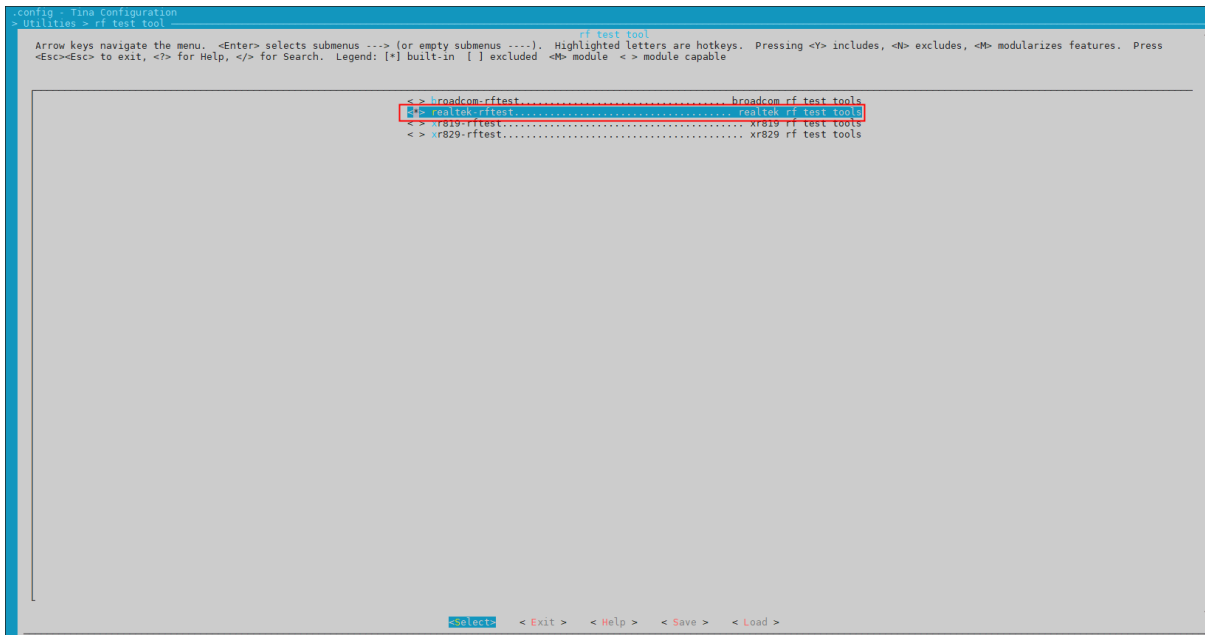 .config - Tina Configuration
> Utilities > rf test tool
rf test tool
Arrow keys navigate the menu.  <Enter> selects submenus ---> (or empty submenus ----).  Highlighted letters are hotkeys.  Pressing <Y> includes, <N> excludes, <M> modularizes features.  Press
<Esc><Esc> to exit, <?> for Help, </> for Search.  Legend: [*] built-in  [ ] excluded  <M> module  < > module capable
< > broadcom-rftest................................... broadcom rf test tools
<*> realtek-rftest..................................... realtek rf test tools
< > xr819-rftest......................................... xr819 rf test tools
< > xr829-rftest......................................... xr829 rf test tools
<Select>    < Exit >    < Help >    < Save >    < Load >